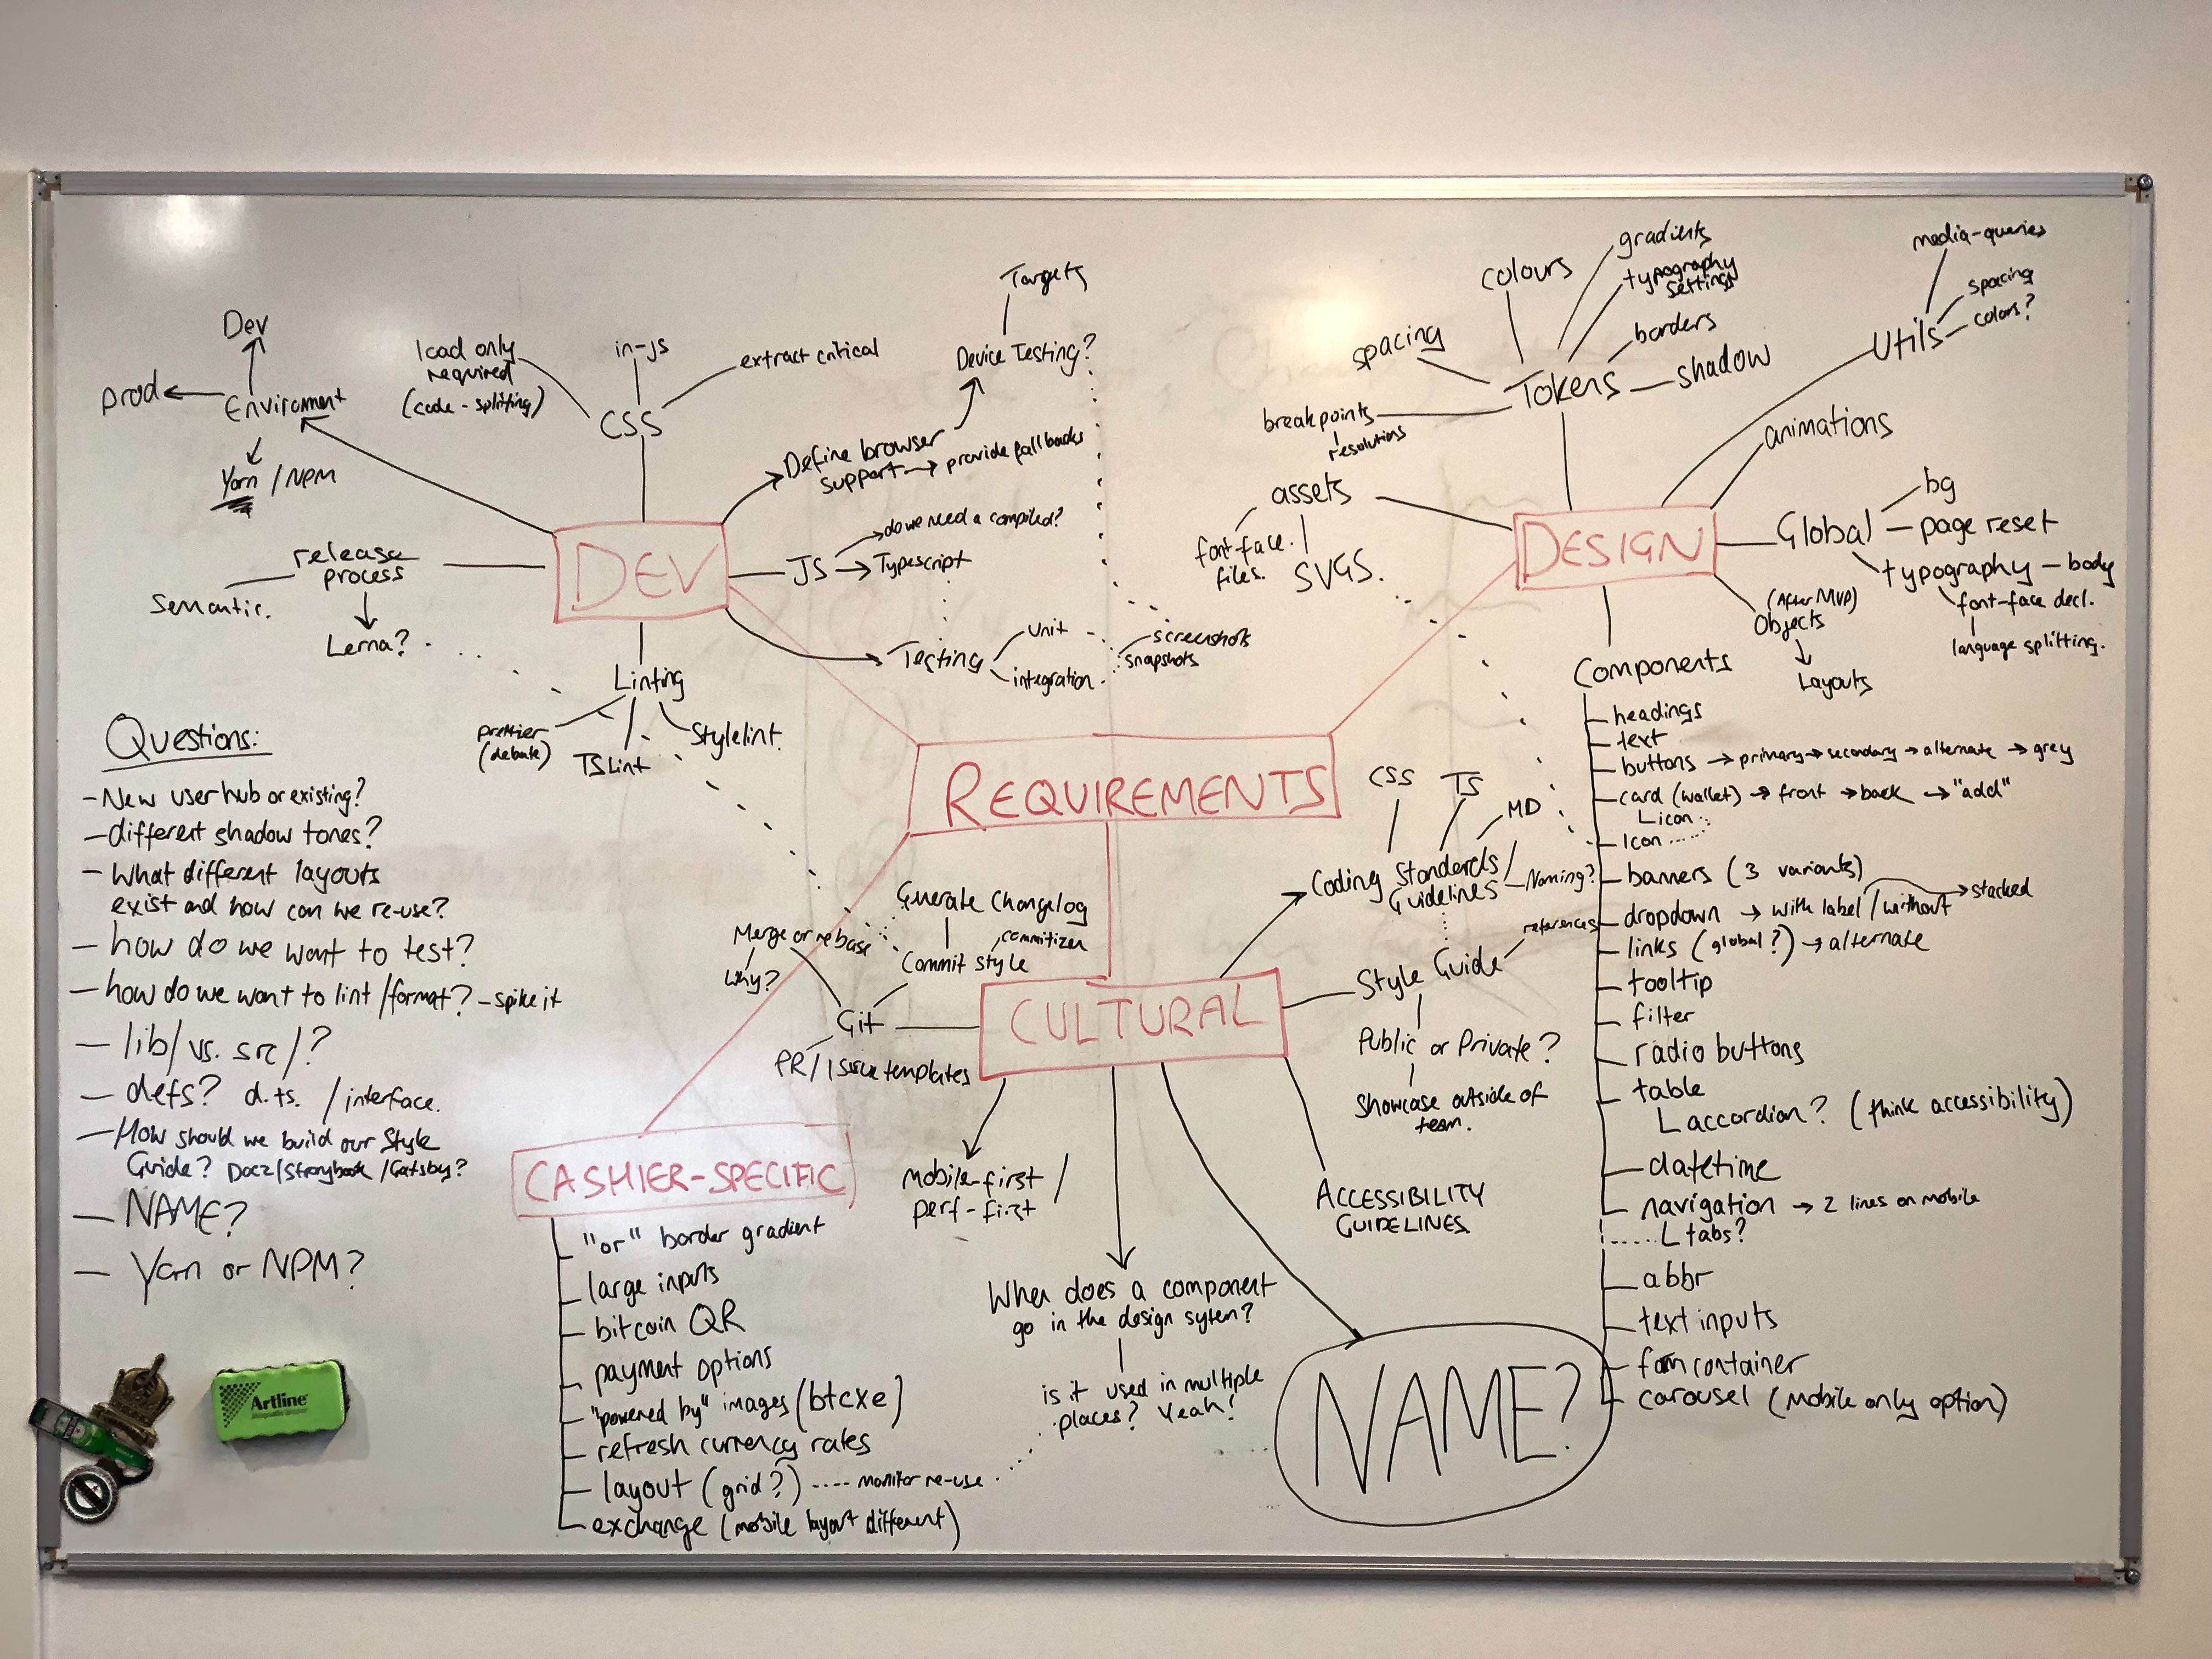 Dev
prod
Enviroment
Yarn / NPM
load only
required
(code-splitting)
in-js
extract critical
CSS
Targets
Device Testing?
Define browser
support → provide fallbacks
DEV
JS
do we need a compiled?
Typescript
release
process
Semantic.
Lerna?
Linting
prettier
(debate)
TSLint
Stylelint
Testing
unit
integration
screenshots
snapshots
colours
gradients
typography
settings
borders
shadow
spacing
Tokens
breakpoints
resolutions
media-queries
spacing
colors?
Utils
animations
assets
font-face
files.
SVGS.
DESIGN
Global
bg
page reset
typography - body
font-face decl.
language splitting.
(After MVP)
Objects
Layouts
Components
headings
text
buttons → primary → secondary → alternate → grey
card (wallet) → front → back → "add"
Licon
Icon
banners (3 variants)
dropdown → with label / without → stacked
links (global?) → alternate
tooltip
filter
radio buttons
table
L accordian? (think accessibility)
datetime
navigation → 2 lines on mobile
L tabs?
abbr
text inputs
form container
carousel (mobile only option)
REQUIREMENTS
Questions:
- New user hub or existing?
- different shadow tones?
- What different layouts
exist and how can we re-use?
- how do we want to test?
- how do we want to lint / format? - spike it
- lib/ vs. src/?
- defs? d.ts. / interface.
- How should we build our Style
Guide? Docz/Storybook/Gatsby?
- NAME?
- Yarn or NPM?
CSS
TS
MD
Coding Standards /
Guidelines
Naming?
references
Style Guide
Public or Private?
Showcase outside of
team.
Generate Changelog
commitizen
Commit style
Merge or rebase
why?
Git
PR / Issue templates
CULTURAL
mobile-first /
perf-first
When does a component
go in the design sytem?
is it used in multiple
places? Yeah!
ACCESSIBILITY
GUIDELINES
NAME?
CASHIER-SPECIFIC
"or" border gradient
large inputs
bitcoin QR
payment options
"powered by" images (btcxe)
refresh currency rates
layout (grid?) .... monitor re-use
exchange (mobile layout different)
Artline